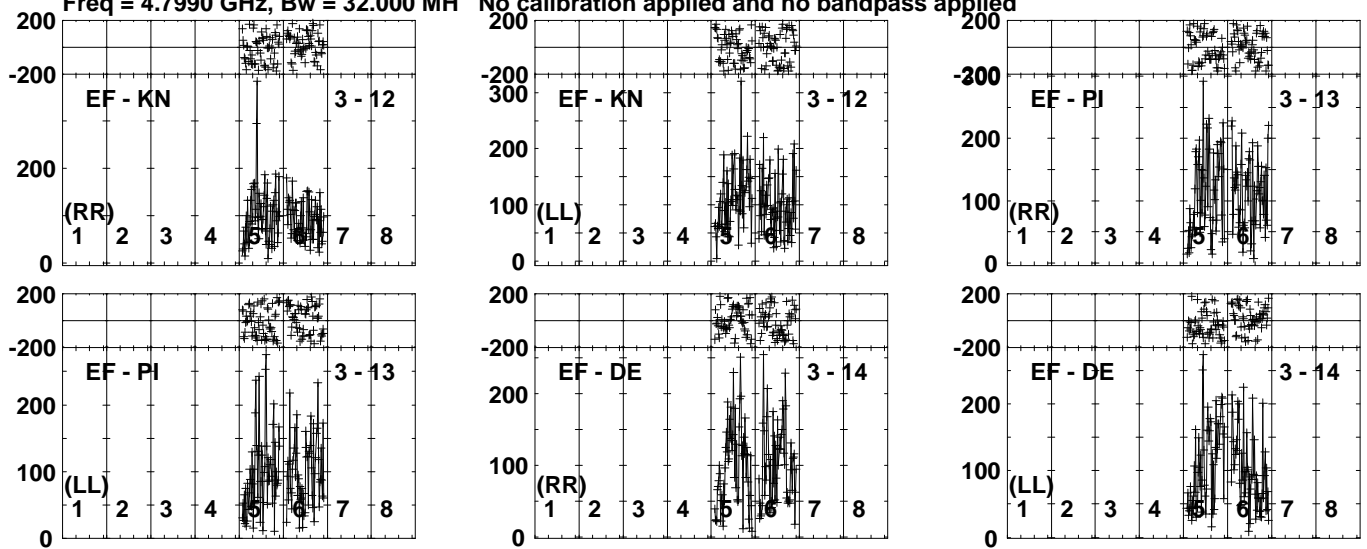 Freq = 4.7990 GHz, Bw = 32.000 MH No calibration applied and no bandpass applied
200
-200
EF - KN 3 - 12
200
(RR)
1 2 3 4 5 6 7 8
0
200
-200
EF - KN 3 - 12
300
200
100
(LL)
1 2 3 4 5 6 7 8
0
200
-200
300
EF - PI 3 - 13
200
100
(RR)
1 2 3 4 5 6 7 8
0
200
-200
EF - PI 3 - 13
200
100
(LL)
1 2 3 4 5 6 7 8
0
200
-200
EF - DE 3 - 14
200
100
(RR)
1 2 3 4 5 6 7 8
0
200
-200
EF - DE 3 - 14
200
100
(LL)
1 2 3 4 5 6 7 8
0